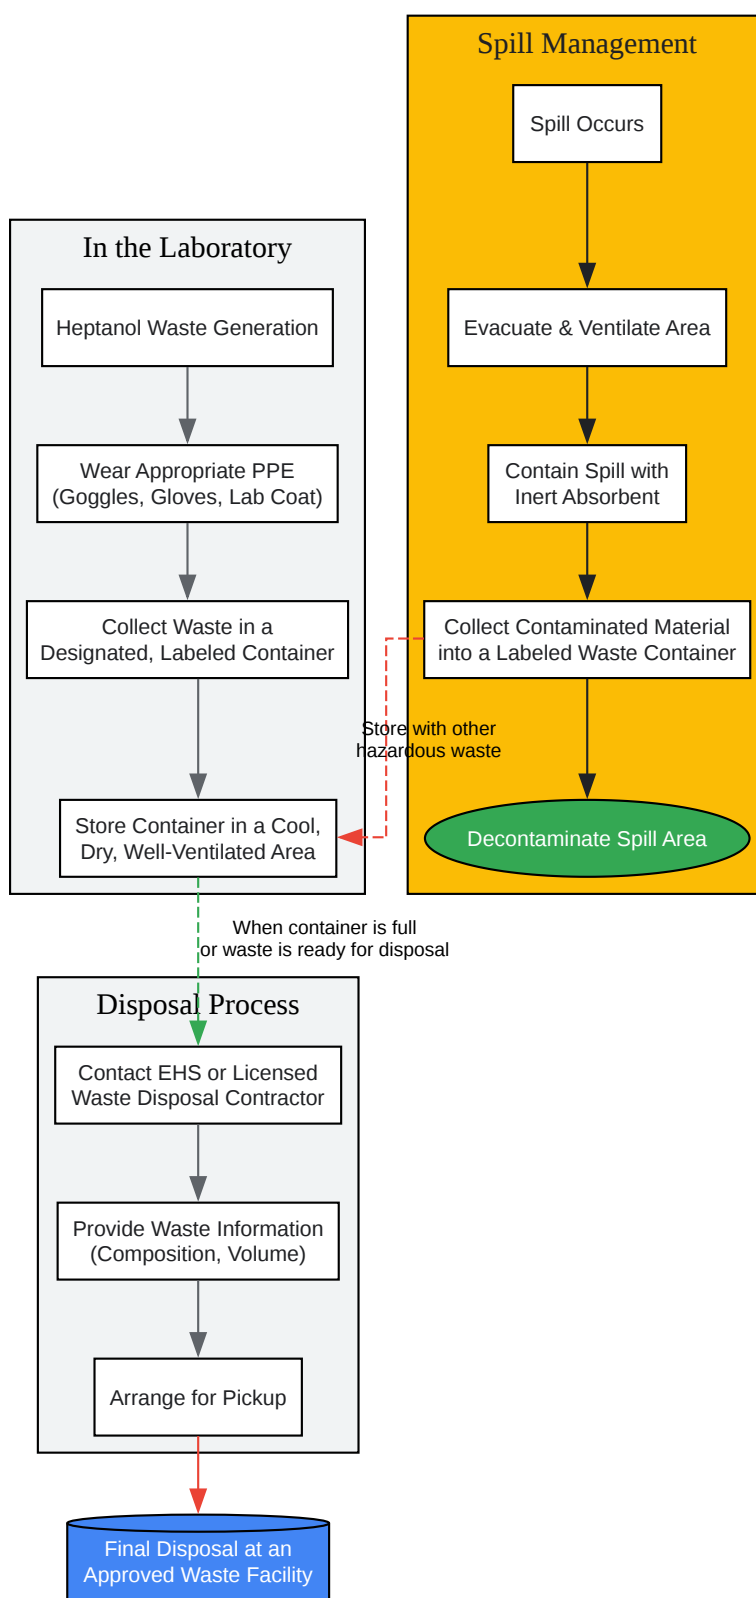 Spill Management
Spill Occurs
Evacuate & Ventilate Area
Contain Spill with
Inert Absorbent
Collect Contaminated Material
into a Labeled Waste Container
Decontaminate Spill Area
In the Laboratory
Heptanol Waste Generation
Wear Appropriate PPE
(Goggles, Gloves, Lab Coat)
Collect Waste in a
Designated, Labeled Container
Store with other
hazardous waste
Store Container in a Cool,
Dry, Well-Ventilated Area
When container is full
or waste is ready for disposal
Disposal Process
Contact EHS or Licensed
Waste Disposal Contractor
Provide Waste Information
(Composition, Volume)
Arrange for Pickup
Final Disposal at an
Approved Waste Facility